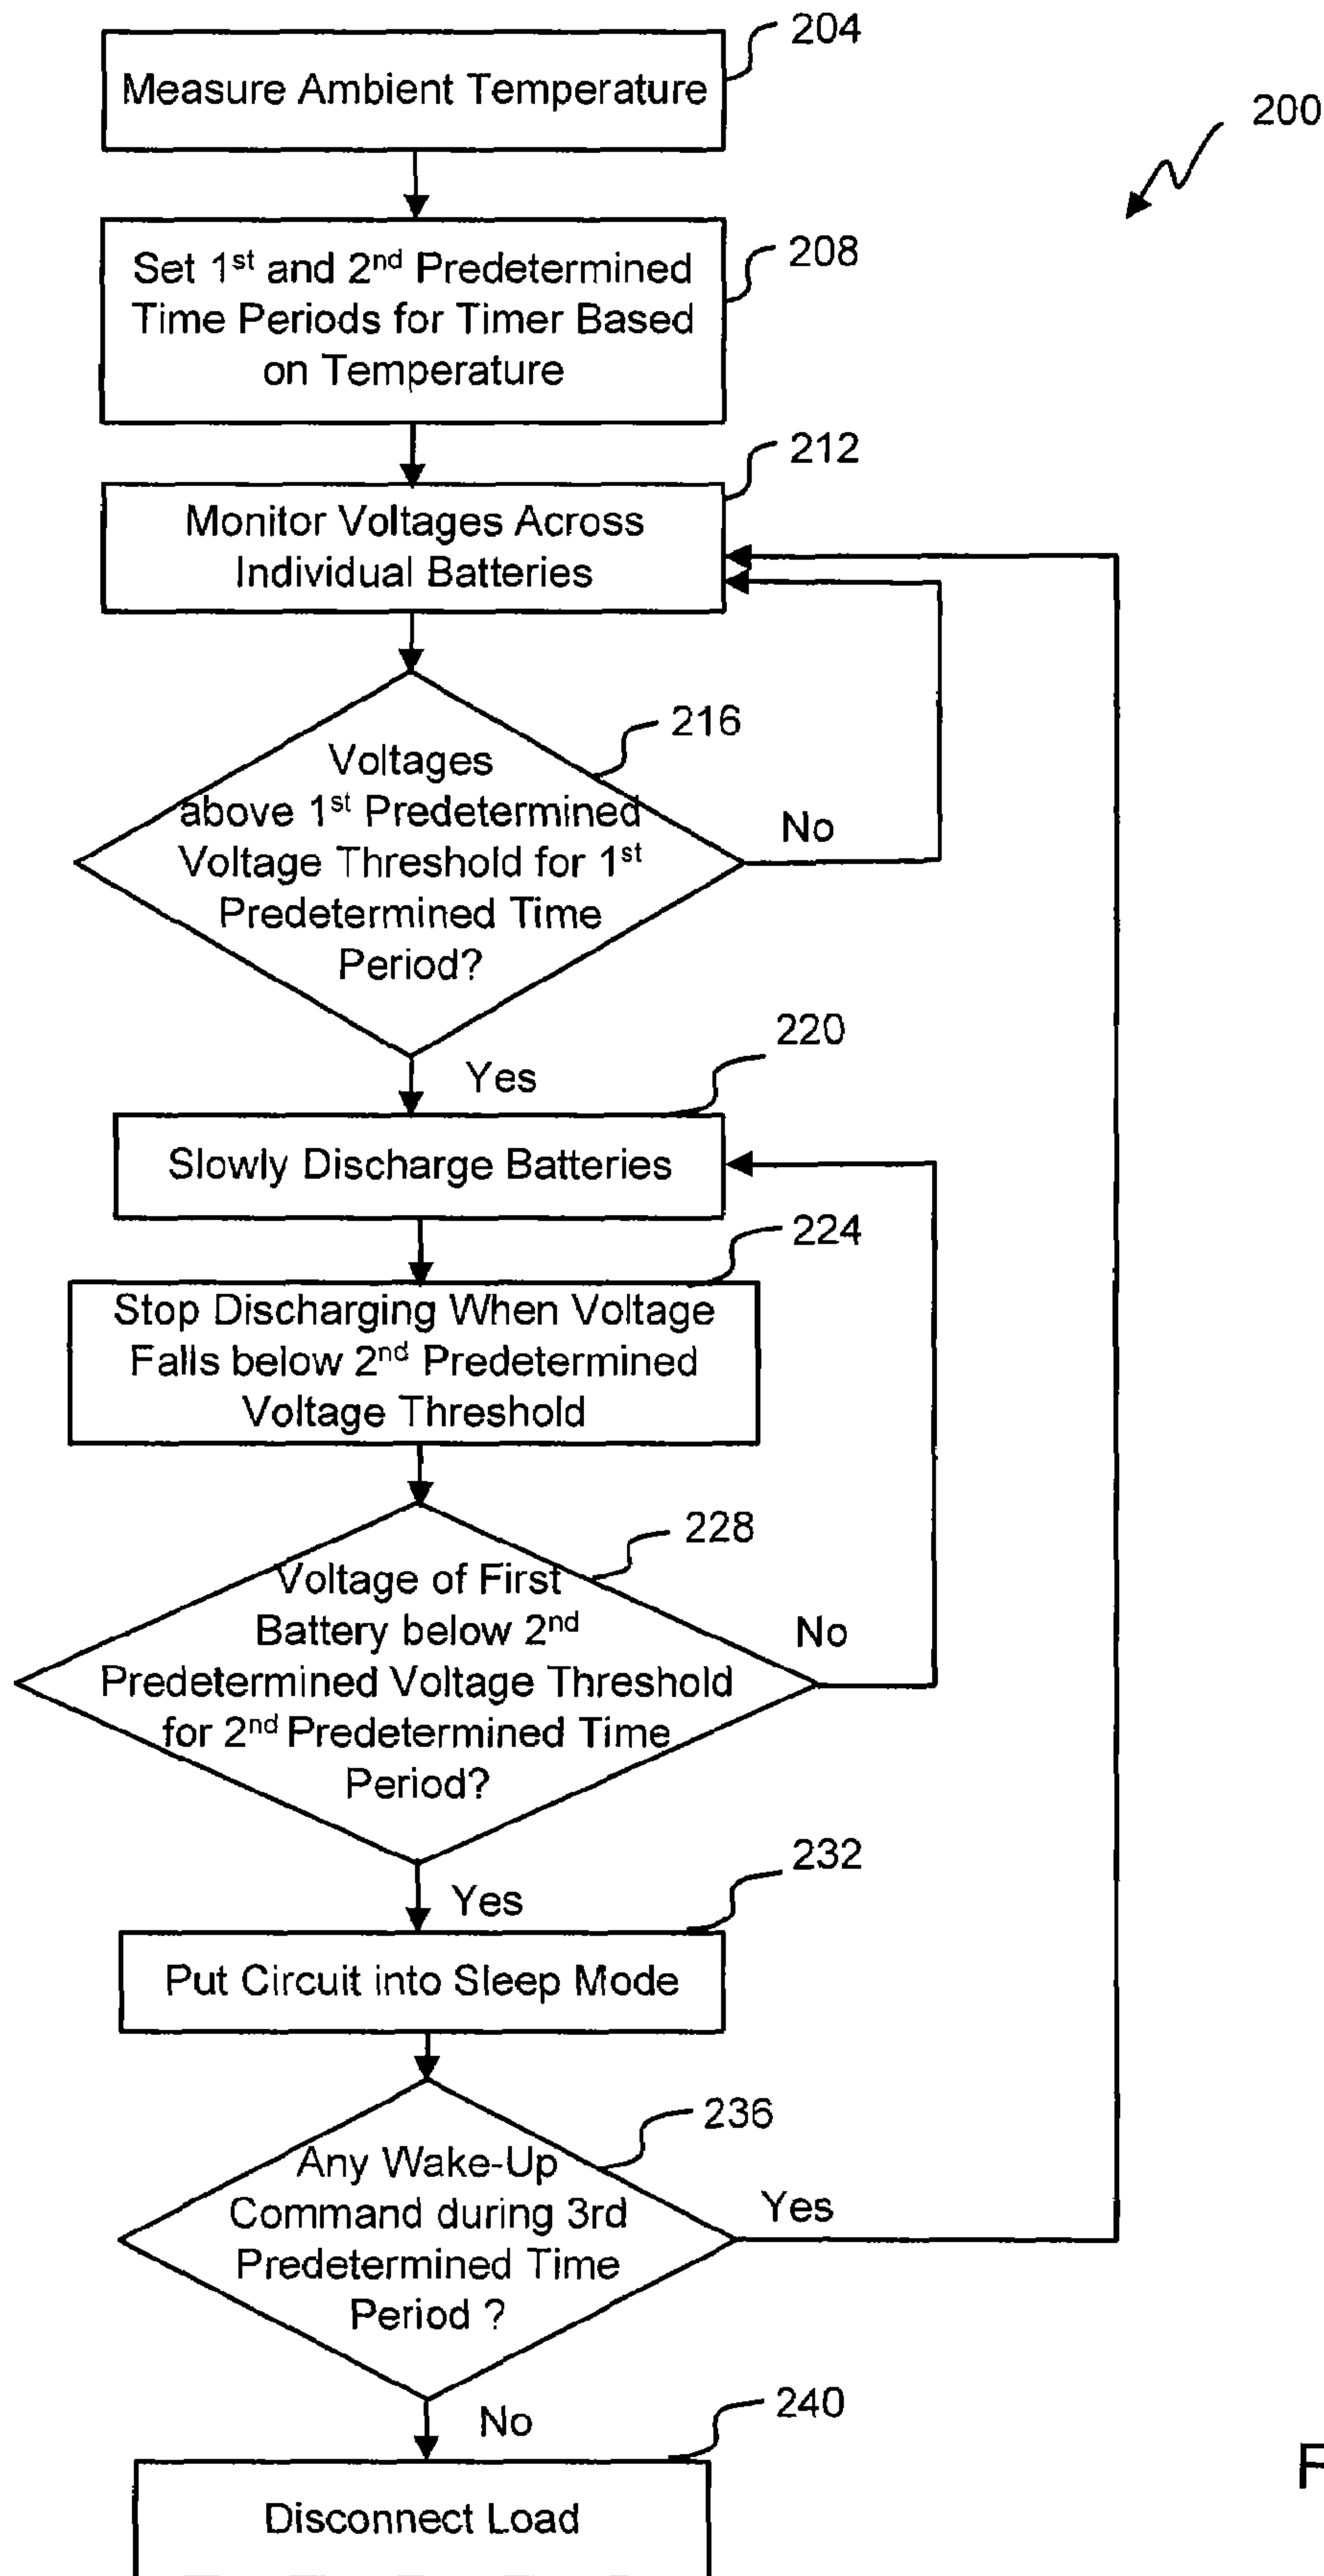 204
Measure Ambient Temperature
200
208
Set 1st and 2nd Predetermined
Time Periods for Timer Based
on Temperature
212
Monitor Voltages Across
Individual Batteries
216
Voltages
above 1st Predetermined
Voltage Threshold for 1st
Predetermined Time
Period?
No
220
Yes
Slowly Discharge Batteries
224
Stop Discharging When Voltage
Falls below 2nd Predetermined
Voltage Threshold
228
Voltage of First
Battery below 2nd
Predetermined Voltage Threshold
for 2nd Predetermined Time
Period?
No
232
Yes
Put Circuit into Sleep Mode
236
Any Wake-Up
Command during 3rd
Predetermined Time
Period ?
Yes
240
No
Disconnect Load